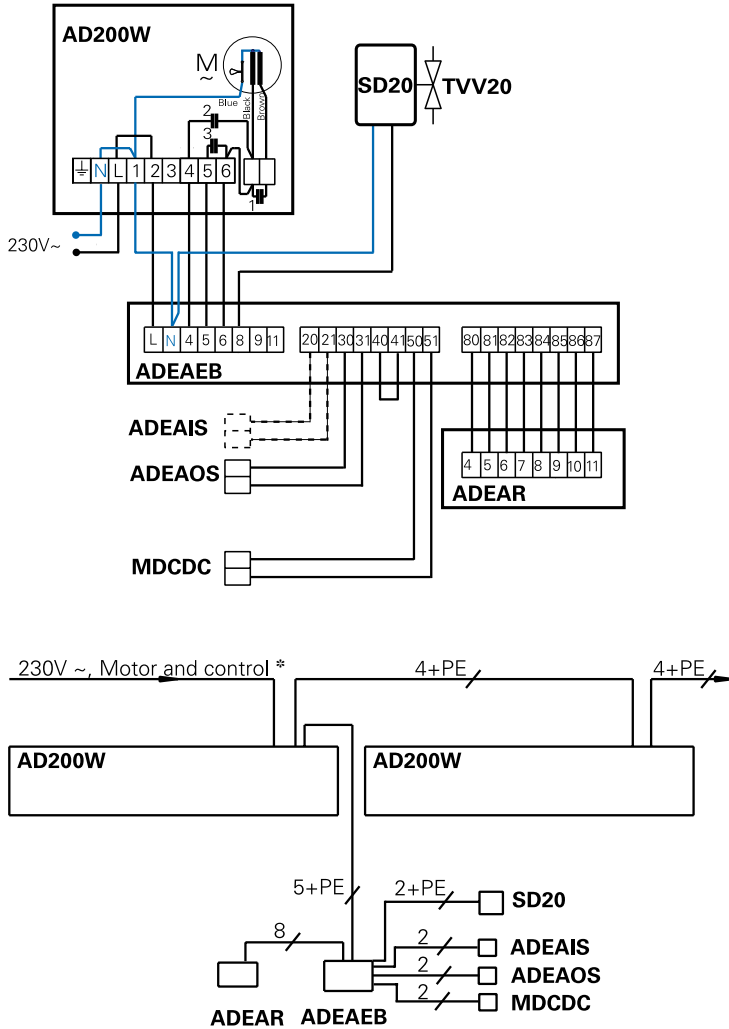 AD200W
M
~
Blue
Black
Brown
2
3
N L 1 2 3 4 5 6
1
230V~
SD20
TVV20
L N 4 5 6 8 9 11
20 21 30 31 40 41 50 51
80 81 82 83 84 85 86 87
ADEAEB
ADEAIS
ADEAOS
4 5 6 7 8 9 10 11
ADEAR
MDCDC
230V ~, Motor and control *
4+PE
4+PE
AD200W
AD200W
5+PE
2+PE
SD20
8
2
ADEAIS
2
ADEAOS
2
MDCDC
ADEAR
ADEAEB